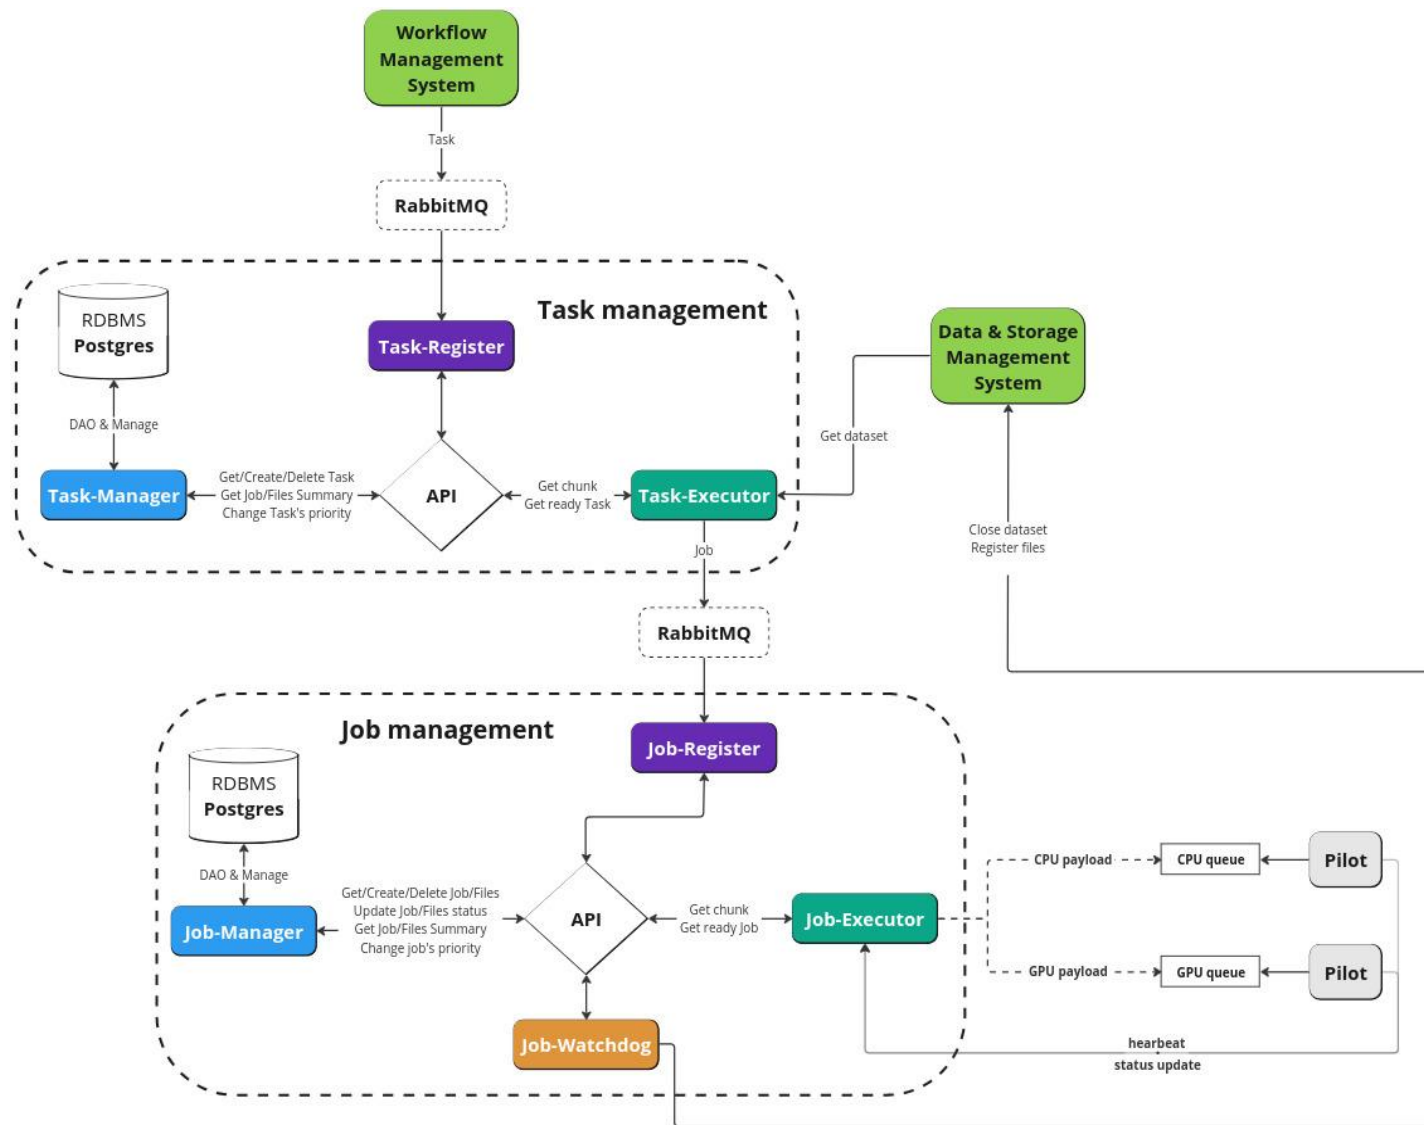 Workflow
Management
System
Task
RabbitMQ
Task management
RDBMS
Postgres
Task-Register
Data & Storage
Management
System
DAO & Manage
Get dataset
Task-Manager
Get/Create/Delete Task
Get Job/Files Summary
Change Task's priority
API
Get chunk
Get ready Task
Task-Executor
Job
Close dataset
Register files
RabbitMQ
Job management
Job-Register
RDBMS
Postgres
DAO & Manage
Job-Manager
Get/Create/Delete Job/Files
Update Job/Files status
Get Job/Files Summary
Change job's priority
API
Get chunk
Get ready Job
Job-Executor
CPU payload
CPU queue
Pilot
GPU payload
GPU queue
Pilot
Job-Watchdog
hearbeat
status update